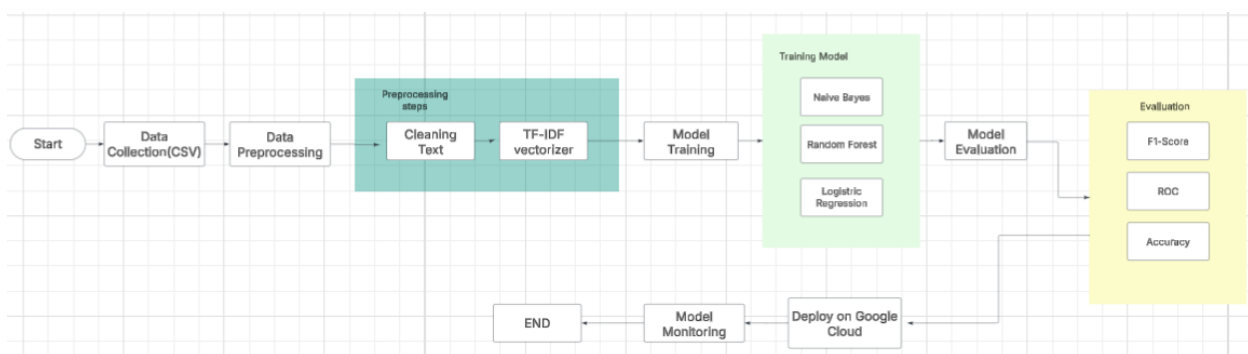 Start
Data
Collection(CSV)
Data
Preprocessing
Preprocessing
steps
Cleaning
Text
TF-IDF
vectorizer
Model
Training
Training Model
Naive Bayes
Random Forest
Logistric
Regression
Model
Evaluation
Evaluation
F1-Score
ROC
Accuracy
Deploy on Google
Cloud
Model
Monitoring
END